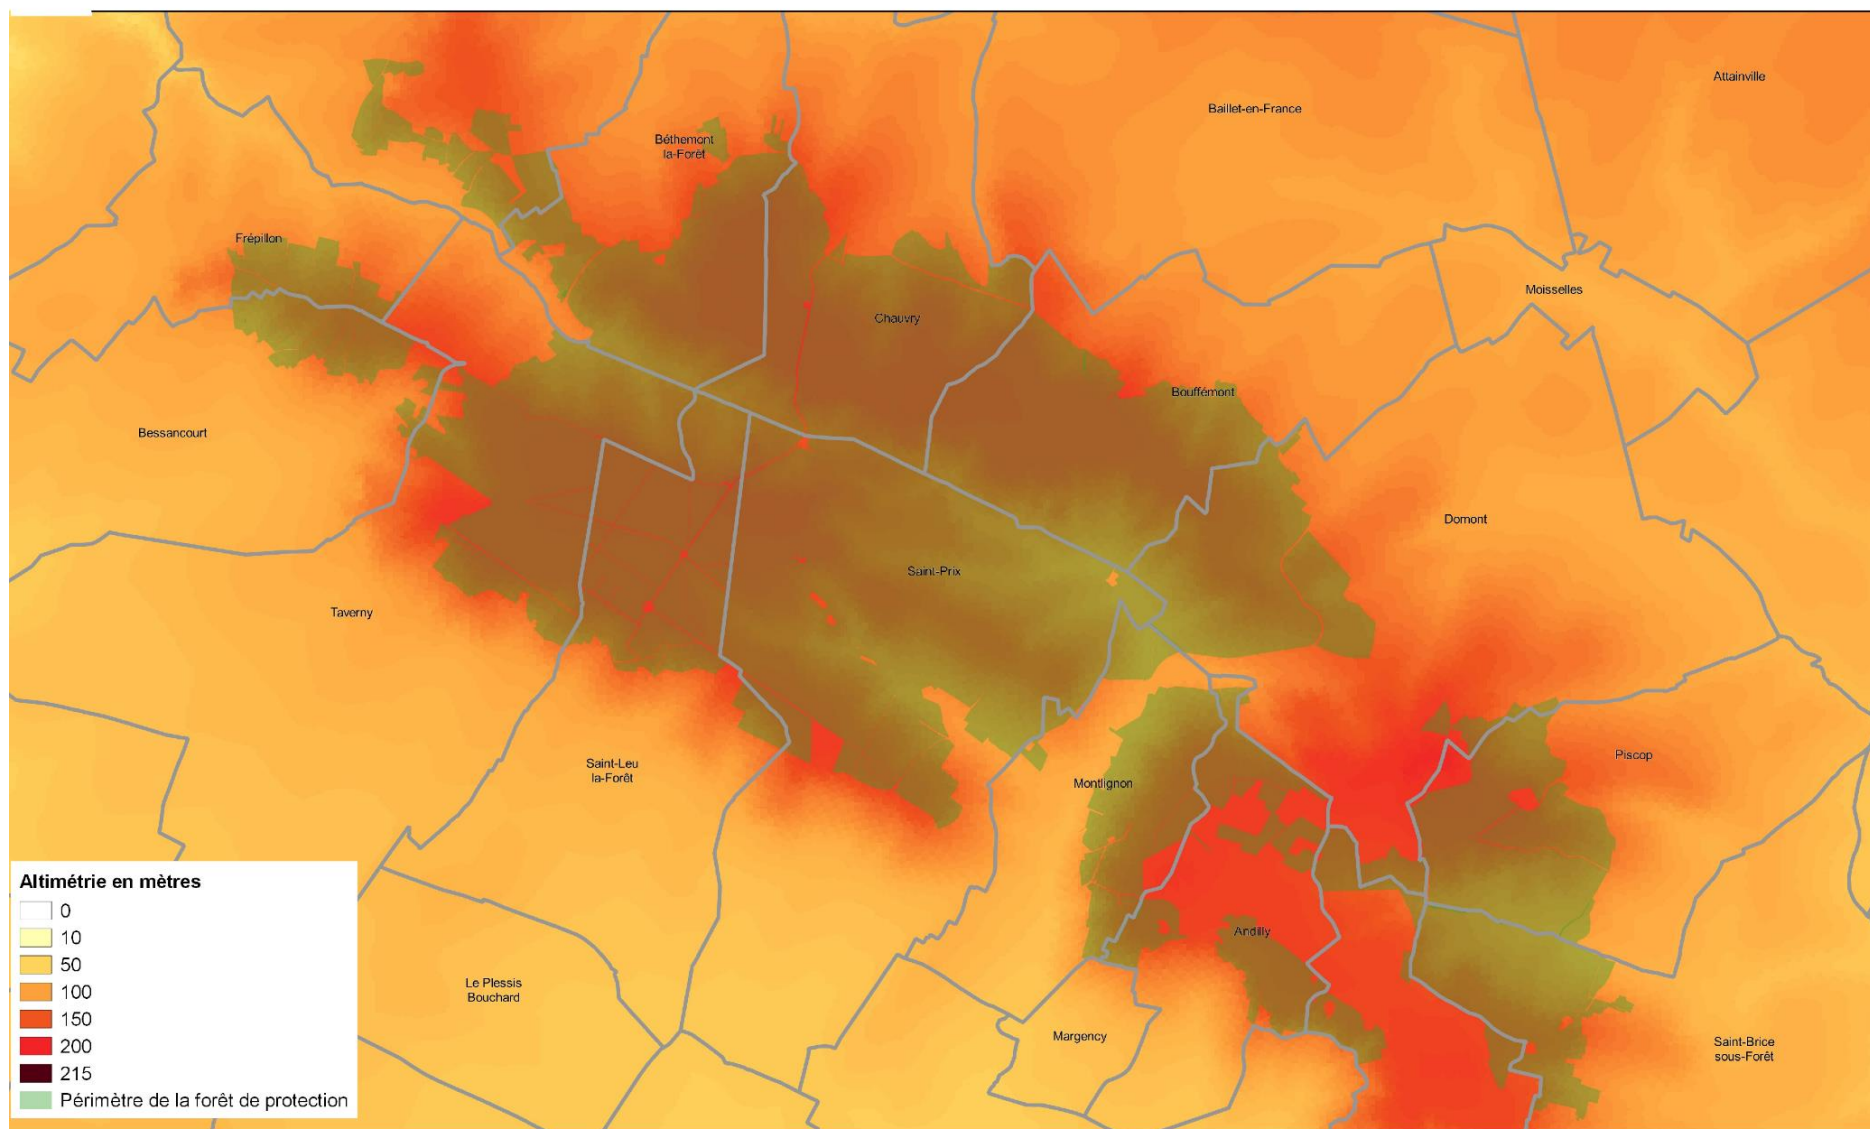 Attainville
Baillet-en-France
Béthemont
la-Forêt
Frépillon
Moisselles
Chauvry
Bouffémont
Bessancourt
Domont
Saint-Prix
Taverny
Piscop
Saint-Leu
la-Forêt
Montlignon
Andilly
Le Plessis
Bouchard
Margency
Saint-Brice
sous-Forêt
Altimétrie en mètres
0
10
50
100
150
200
215
Périmètre de la forêt de protection